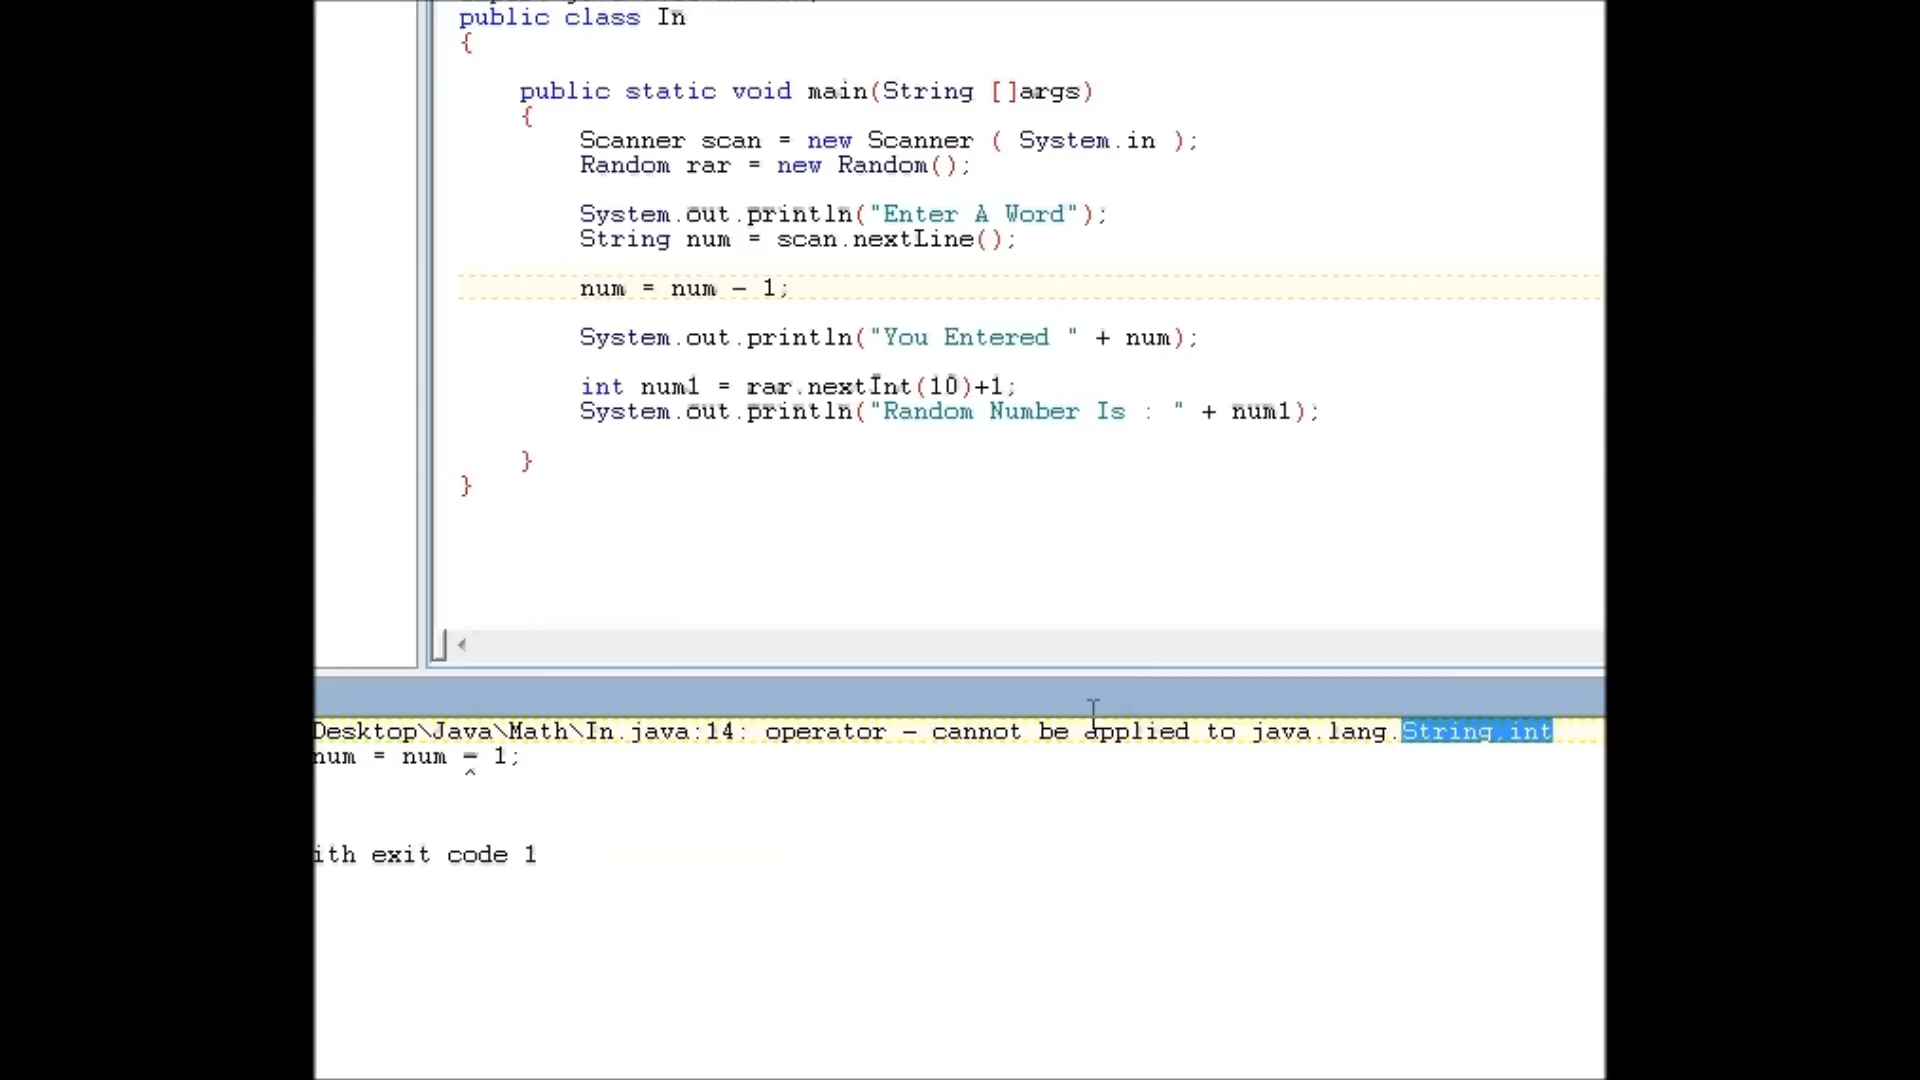 public class In
{
public static void main(String []args)
{
Scanner scan = new Scanner ( System.in );
Random rar = new Random();
System.out.println("Enter A Word");
String num = scan.nextLine();
num = num - 1;
System.out.println("You Entered " + num);
int num1 = rar.nextInt(10)+1;
System.out.println("Random Number Is : " + num1);
}
}
Desktop\Java\Math\In.java:14: operator - cannot be applied to java.lang.String,int
num = num - 1;
^
ith exit code 1